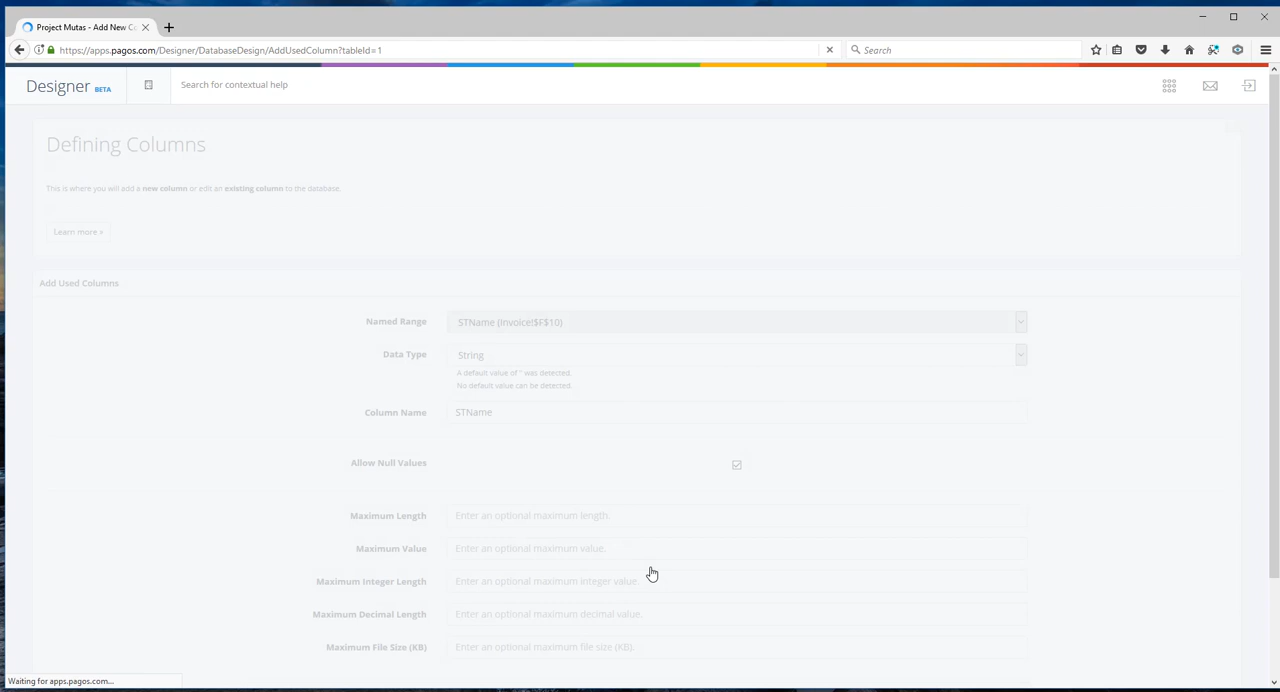 Project Mutas - Add New C
https://apps.pagos.com/Designer/DatabaseDesign/AddUsedColumn?tableId=1
Search
Designer BETA
Search for contextual help
Defining Columns
This is where you will add a new column or edit an existing column to the database.
Learn more »
Add Used Columns
Named Range
STName (Invoice!$F$10)
Data Type
String
A default value of '' was detected.
No default value can be detected.
Column Name
STName
Allow Null Values
Maximum Length
Enter an optional maximum length.
Maximum Value
Enter an optional maximum value.
Maximum Integer Length
Enter an optional maximum integer value.
Maximum Decimal Length
Enter an optional maximum decimal value.
Maximum File Size (KB)
Enter an optional maximum file size (KB).
Waiting for apps.pagos.com...